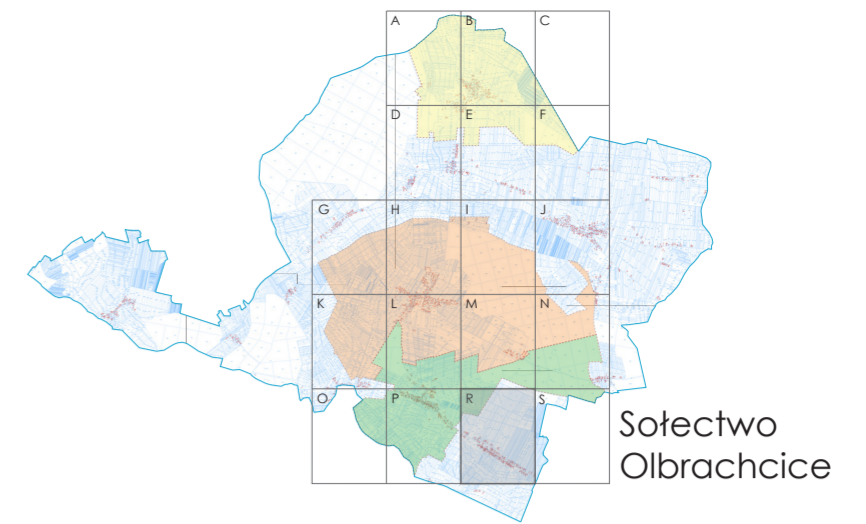 A B C
D E F
G H I J
K L M N
O P R S
Sołectwo
Olbrachcice